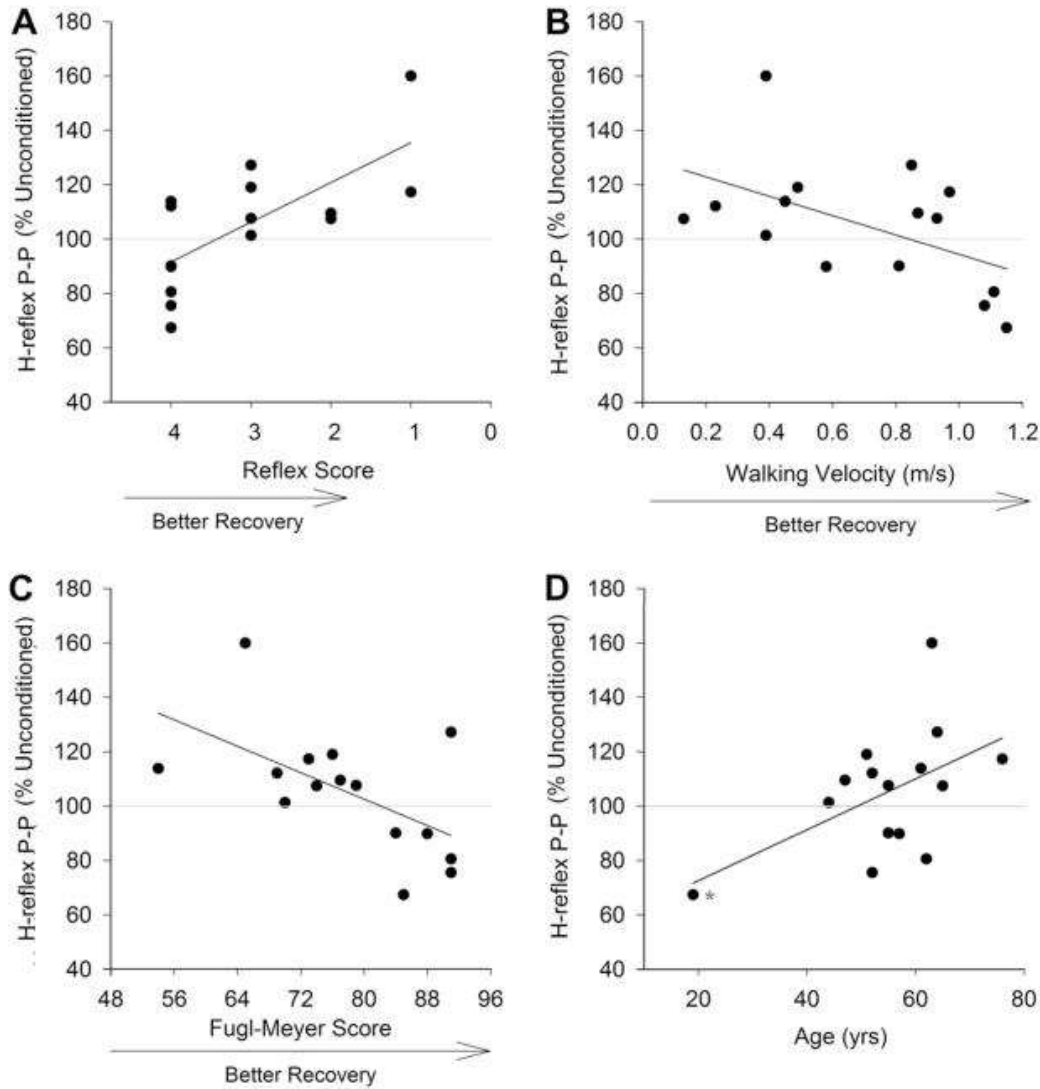 A
H-reflex P-P (% Unconditioned)
180
160
140
120
100
80
60
40
4 3 2 1 0
Reflex Score
Better Recovery
B
H-reflex P-P (% Unconditioned)
180
160
140
120
100
80
60
40
0.0 0.2 0.4 0.6 0.8 1.0 1.2
Walking Velocity (m/s)
Better Recovery
C
H-reflex P-P (% Unconditioned)
180
160
140
120
100
80
60
40
48 56 64 72 80 88 96
Fugl-Meyer Score
Better Recovery
D
H-reflex P-P (% Unconditioned)
180
160
140
120
100
80
60
40
*
20 40 60 80
Age (yrs)